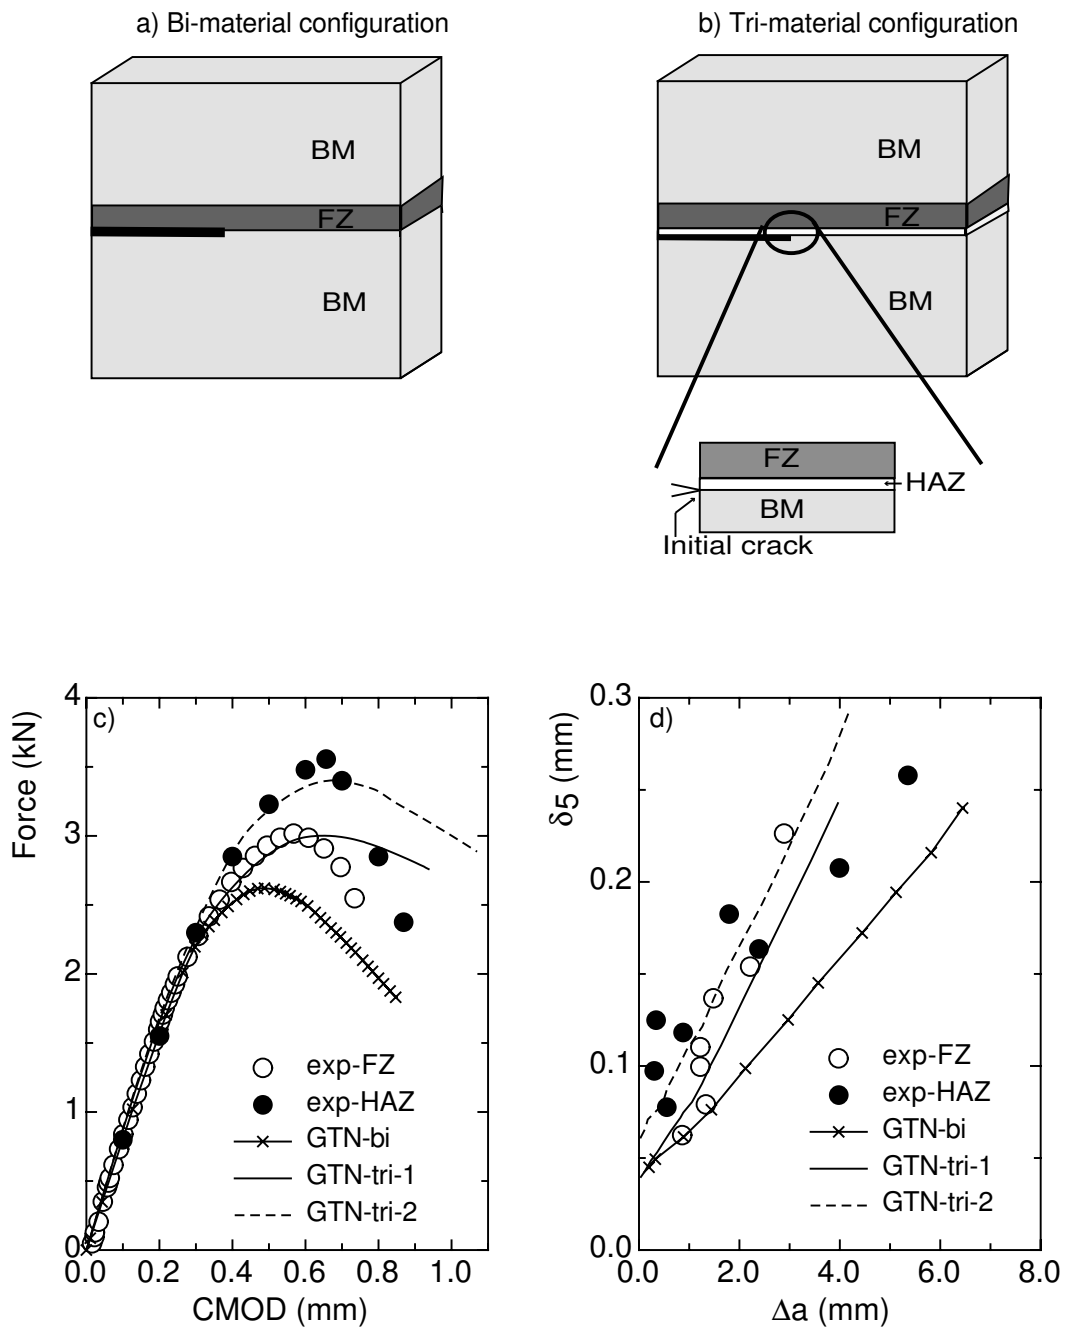 a) Bi-material configuration
b) Tri-material configuration
BM
FZ
BM
BM
FZ
BM
FZ
HAZ
BM
Initial crack
c)
Force (kN)
4
3
2
1
0
0.0 0.2 0.4 0.6 0.8 1.0
CMOD (mm)
exp-FZ
exp-HAZ
GTN-bi
GTN-tri-1
GTN-tri-2
d)
δ5 (mm)
0.3
0.2
0.1
0.0
0.0 2.0 4.0 6.0 8.0
Δa (mm)
exp-FZ
exp-HAZ
GTN-bi
GTN-tri-1
GTN-tri-2